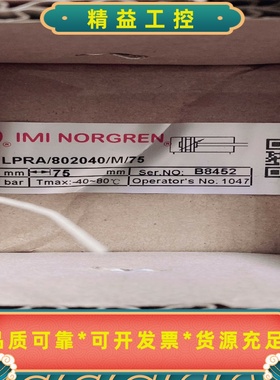 精益工控
IMI NORGREN
LPRA/802040/M/75
mm 75 mm Ser.NO: B8452
bar Tmax: -40~80℃ Operator's No. 1047
品质可靠*可开发票*货源充足